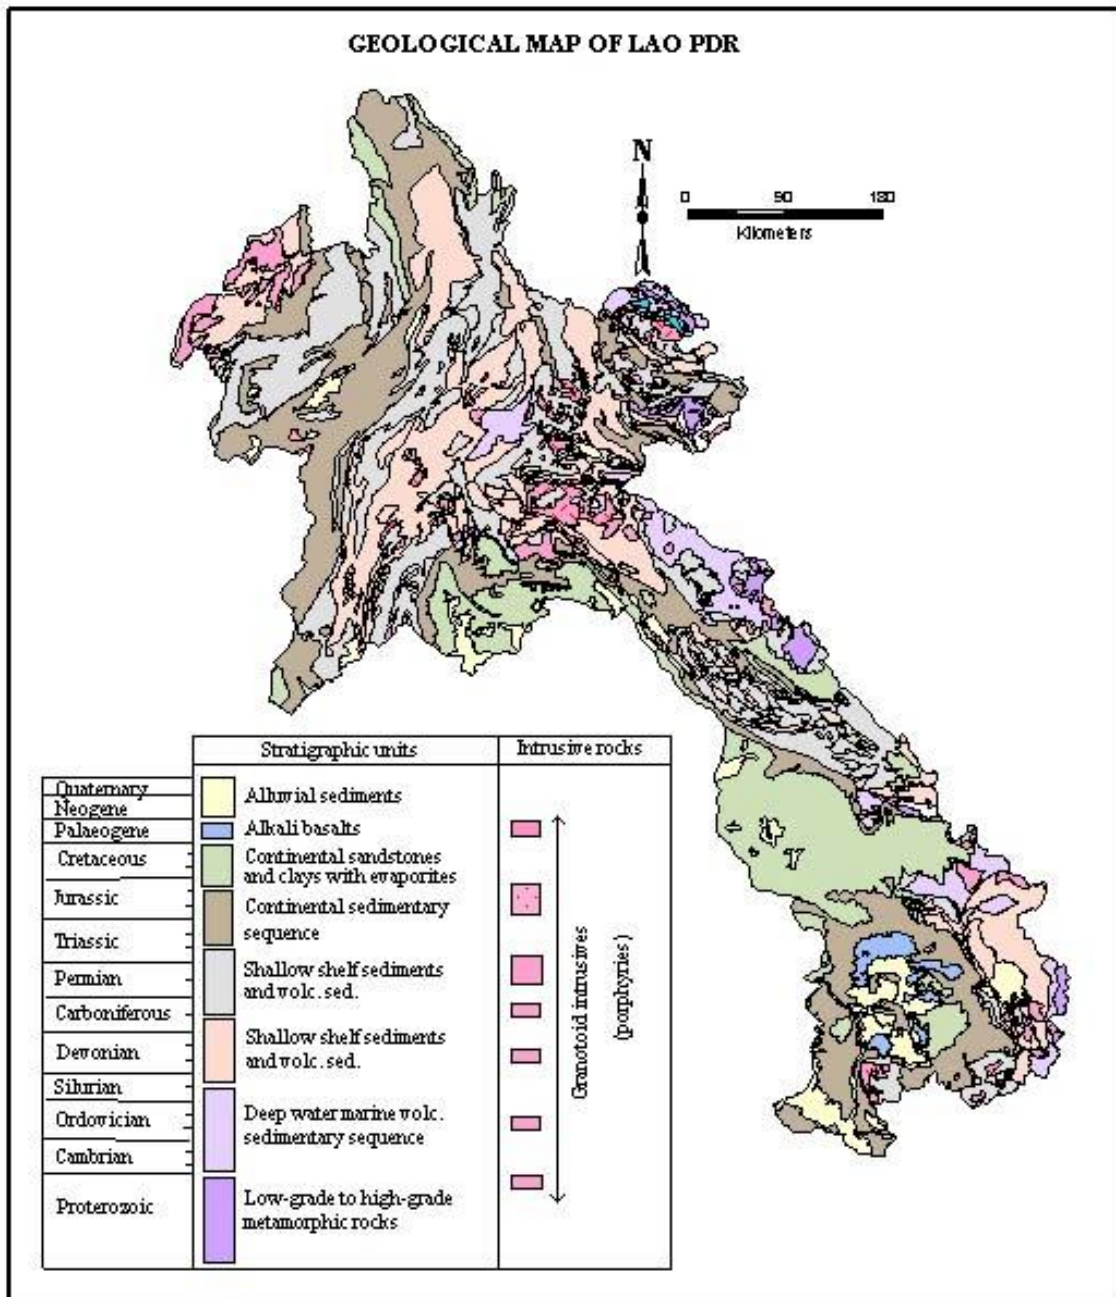 GEOLOGICAL MAP OF LAO PDR
N
0 90 180
Kilometers
Stratigraphic units
Intrusive rocks
Quaternary
Neogene
Palaeogene
Cretaceous
Jurassic
Triassic
Permian
Carboniferous
Devonian
Silurian
Ordovician
Cambrian
Proterozoic
Alluvial sediments
Alkali basalts
Continental sandstones
and clays with evaporites
Continental sedimentary
sequence
Shallow shelf sediments
and volc. sed.
Shallow shelf sediments
and volc. sed.
Deep water marine volc.
sedimentary sequence
Low-grade to high-grade
metamorphic rocks
Granotoid intrusives
(porphyries)